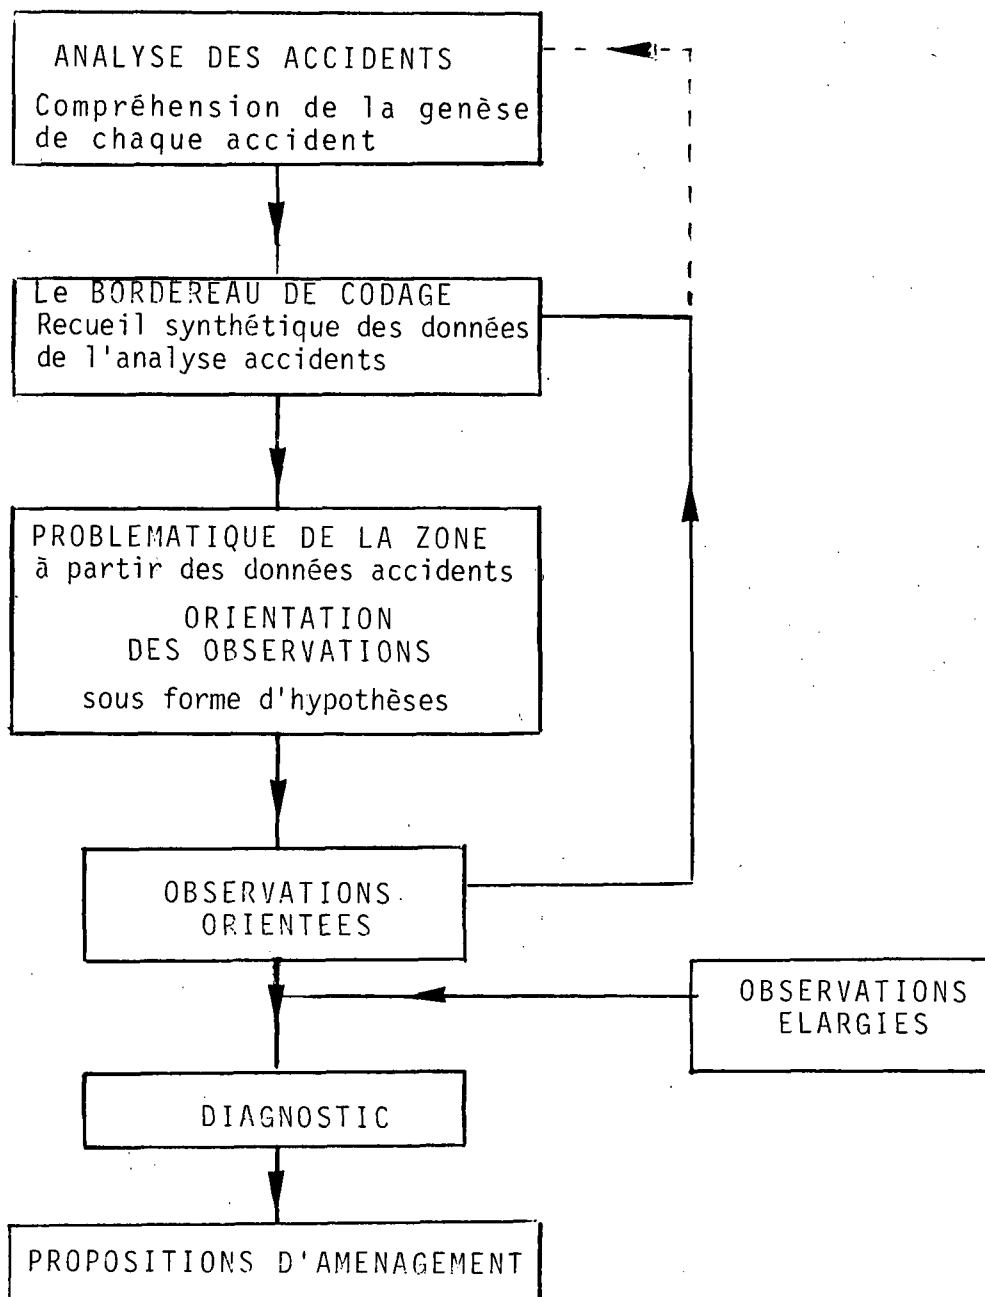 ANALYSE DES ACCIDENTS
Compréhension de la genèse
de chaque accident
Le BORDEREAU DE CODAGE
Recueil synthétique des données
de l'analyse accidents
PROBLEMATIQUE DE LA ZONE
à partir des données accidents
ORIENTATION
DES OBSERVATIONS
sous forme d'hypothèses
OBSERVATIONS
ORIENTEES
OBSERVATIONS
ELARGIES
DIAGNOSTIC
PROPOSITIONS D'AMENAGEMENT